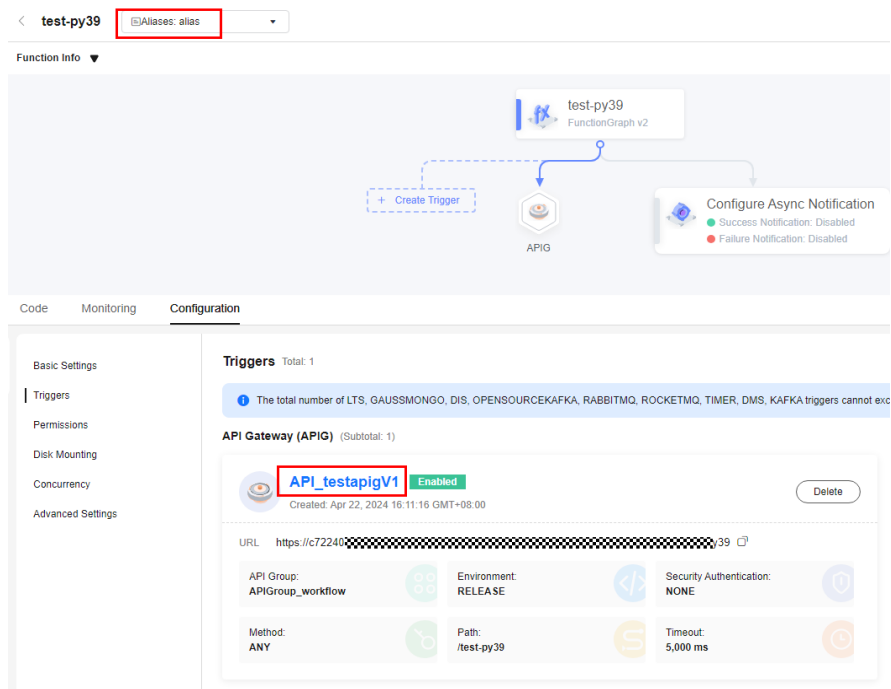 test-py39
Aliases: alias
Function Info
test-py39
FunctionGraph v2
+ Create Trigger
APIG
Configure Async Notification
Success Notification: Disabled
Failure Notification: Disabled
Code
Monitoring
Configuration
Basic Settings
Triggers
Permissions
Disk Mounting
Concurrency
Advanced Settings
Triggers Total: 1
The total number of LTS, GAUSSMONGO, DIS, OPENSOURCEKAFKA, RABBITMQ, ROCKETMQ, TIMER, DMS, KAFKA triggers cannot exc
API Gateway (APIG) (Subtotal: 1)
API_testapigV1 Enabled
Created: Apr 22, 2024 16:11:16 GMT+08:00
Delete
URL https://c72240 y39
API Group:
APIGroup_workflow
Environment:
RELEASE
Security Authentication:
NONE
Method:
ANY
Path:
/test-py39
Timeout:
5,000 ms